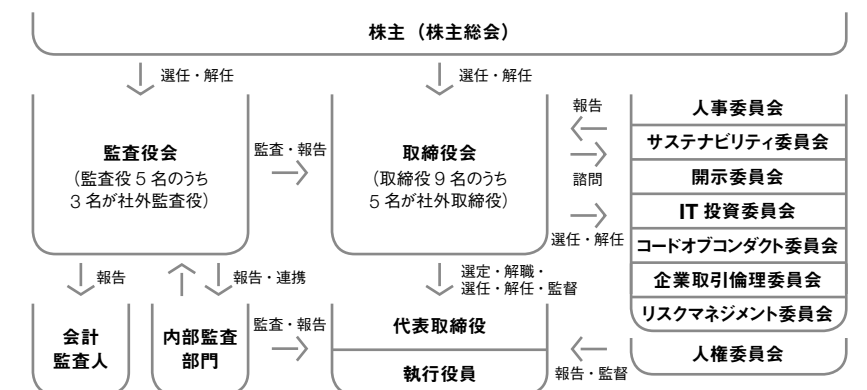 株主（株主総会）
選任・解任
選任・解任
監査役会
（監査役5名のうち
3名が社外監査役）
監査・報告
取締役会
（取締役9名のうち
5名が社外取締役）
報告
諮問
選任・解任
人事委員会
サステナビリティ委員会
開示委員会
IT投資委員会
コードオブコンダクト委員会
企業取引倫理委員会
リスクマネジメント委員会
人権委員会
報告
報告・連携
選定・解職・
選任・解任・監督
会計
監査人
内部監査
部門
監査・報告
代表取締役
執行役員
報告・監督